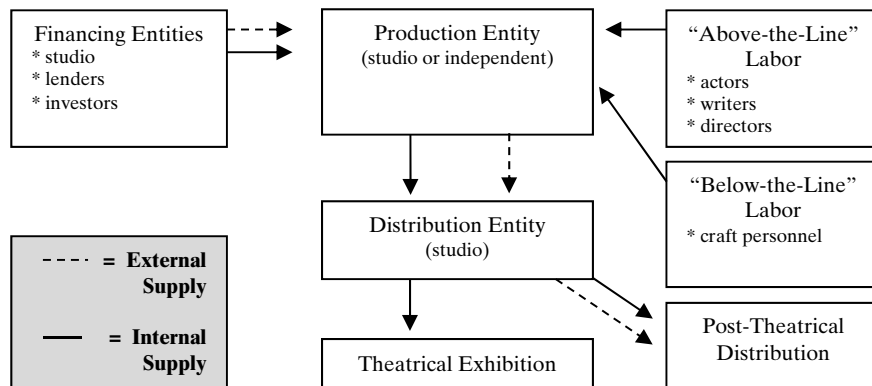 Financing Entities
* studio
* lenders
* investors
Production Entity
(studio or independent)
“Above-the-Line”
Labor
* actors
* writers
* directors
“Below-the-Line”
Labor
* craft personnel
Distribution Entity
(studio)
= External
Supply
= Internal
Supply
Theatrical Exhibition
Post-Theatrical
Distribution